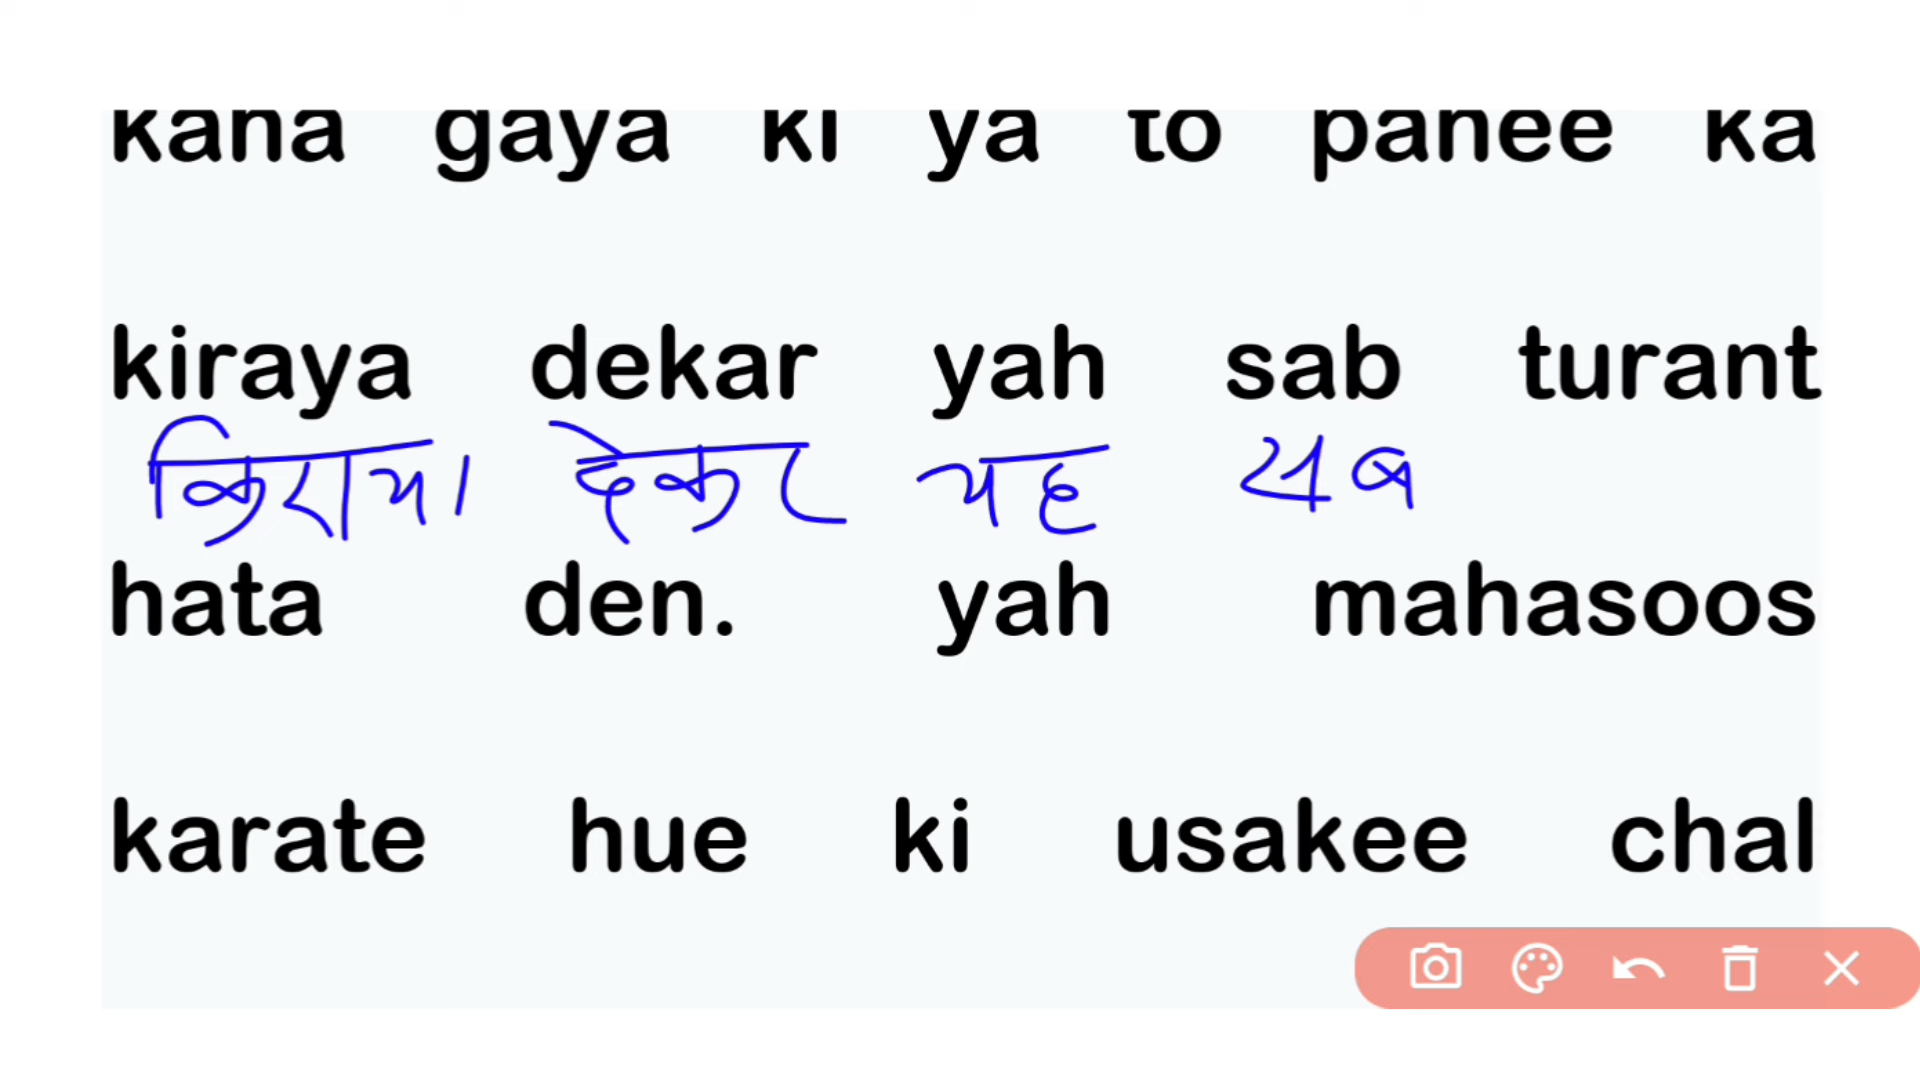 kaha gaya ki ya to panee ka
kiraya dekar yah sab turant
किराया देकर यह सब
hata den. yah mahasoos
karate hue ki usakee chal